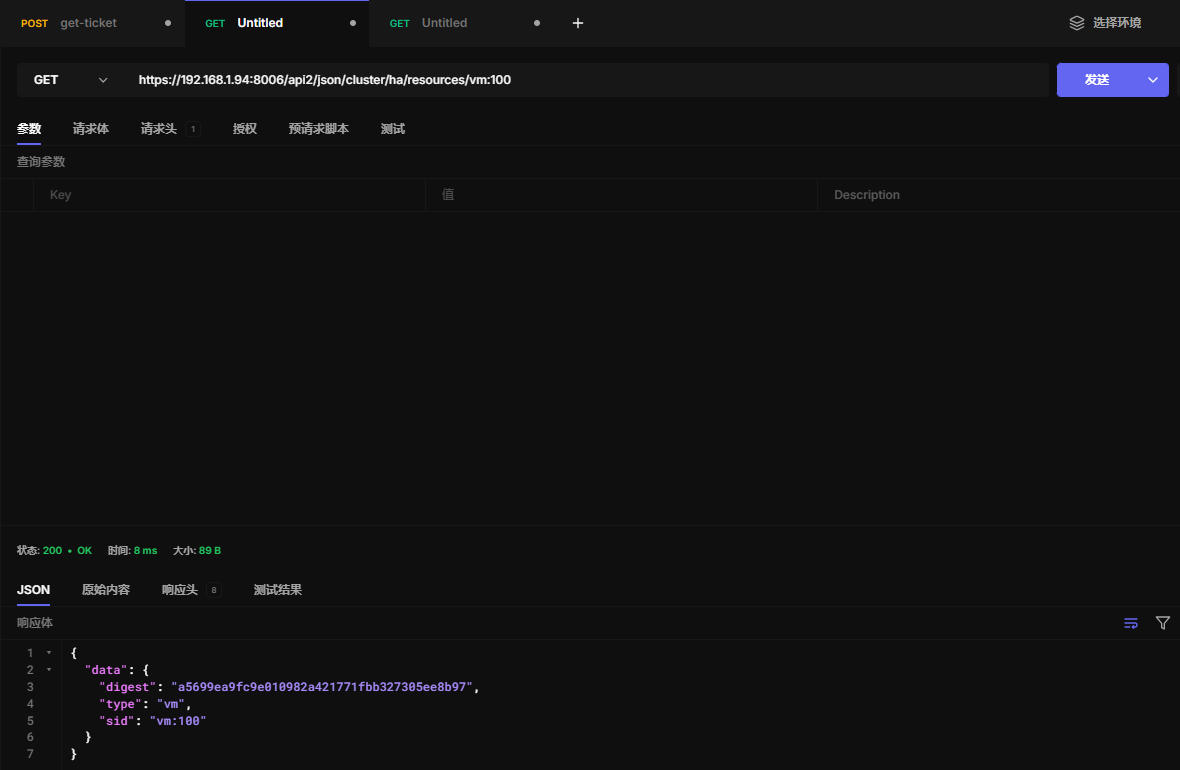 POST get-ticket GET Untitled GET Untitled + 选择环境
GET https://192.168.1.94:8006/api2/json/cluster/ha/resources/vm:100 发送
参数 请求体 请求头 1 授权 预请求脚本 测试
查询参数
Key 值 Description
状态: 200 • OK 时间: 8 ms 大小: 89 B
JSON 原始内容 响应头 8 测试结果
响应体
1 {
2 "data": {
3 "digest": "a5699ea9fc9e010982a421771fbb327305ee8b97",
4 "type": "vm",
5 "sid": "vm:100"
6 }
7 }